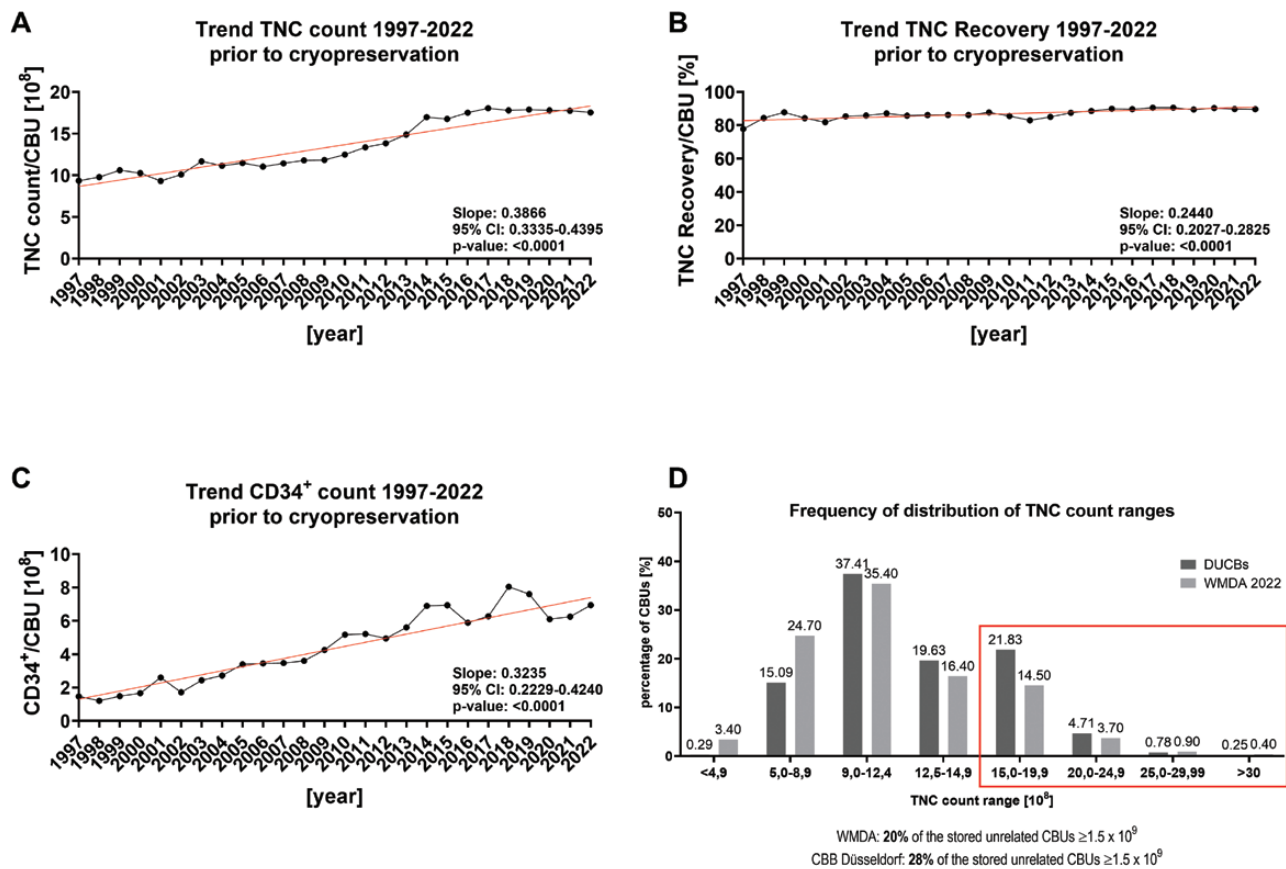 A
Trend TNC count 1997-2022
prior to cryopreservation
TNC count/CBU [10⁸]
20
15
10
5
0
Slope: 0.3866
95% CI: 0.3335-0.4395
p-value: <0.0001
1997 1998 1999 2000 2001 2002 2003 2004 2005 2006 2007 2008 2009 2010 2011 2012 2013 2014 2015 2016 2017 2018 2019 2020 2021 2022
[year]
B
Trend TNC Recovery 1997-2022
prior to cryopreservation
TNC Recovery/CBU [%]
100
80
60
40
20
0
Slope: 0.2440
95% CI: 0.2027-0.2825
p-value: <0.0001
1997 1998 1999 2000 2001 2002 2003 2004 2005 2006 2007 2008 2009 2010 2011 2012 2013 2014 2015 2016 2017 2018 2019 2020 2021 2022
[year]
C
Trend CD34⁺ count 1997-2022
prior to cryopreservation
CD34⁺/CBU [10⁸]
10
8
6
4
2
0
Slope: 0.3235
95% CI: 0.2229-0.4240
p-value: <0.0001
1997 1998 1999 2000 2001 2002 2003 2004 2005 2006 2007 2008 2009 2010 2011 2012 2013 2014 2015 2016 2017 2018 2019 2020 2021 2022
[year]
D
Frequency of distribution of TNC count ranges
percentage of CBUs [%]
50
40
30
20
10
0
DUCBs
WMDA 2022
0.29 3.40
15.09 24.70
37.41 35.40
19.63 16.40
21.83 14.50
4.71 3.70
0.78 0.90
0.25 0.40
<4,9 5,0-8,9 9,0-12,4 12,5-14,9 15,0-19,9 20,0-24,9 25,0-29,99 >30
TNC count range [10⁸]
WMDA: 20% of the stored unrelated CBUs ≥1.5 x 10⁹
CBB Düsseldorf: 28% of the stored unrelated CBUs ≥1.5 x 10⁹